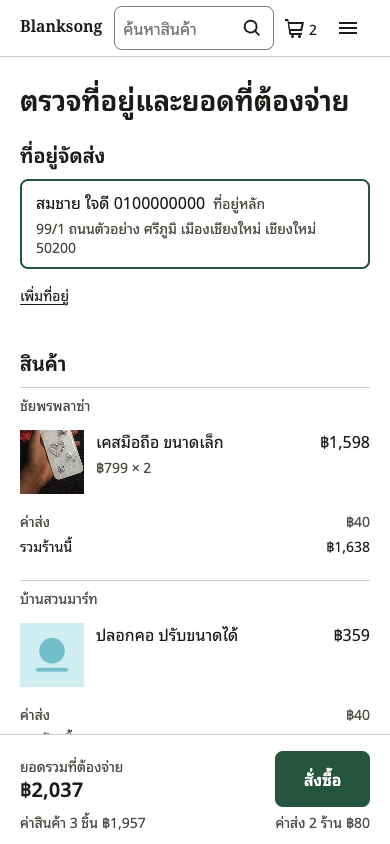 Blanksong
ค้นหาสินค้า
2
ตรวจที่อยู่และยอดที่ต้องจ่าย
ที่อยู่จัดส่ง
สมชาย ใจดี 0100000000 ที่อยู่หลัก
99/1 ถนนตัวอย่าง ศรีภูมิ เมืองเชียงใหม่ เชียงใหม่
50200
เพิ่มที่อยู่
สินค้า
ชัยพรพลาซ่า
เคสมือถือ ขนาดเล็ก ฿1,598
฿799 × 2
ค่าส่ง ฿40
รวมร้านนี้ ฿1,638
บ้านสวนมาร์ท
ปลอกคอ ปรับขนาดได้ ฿359
ค่าส่ง ฿40
ยอดรวมที่ต้องจ่าย
฿2,037
สั่งซื้อ
ค่าสินค้า 3 ชิ้น ฿1,957 ค่าส่ง 2 ร้าน ฿80